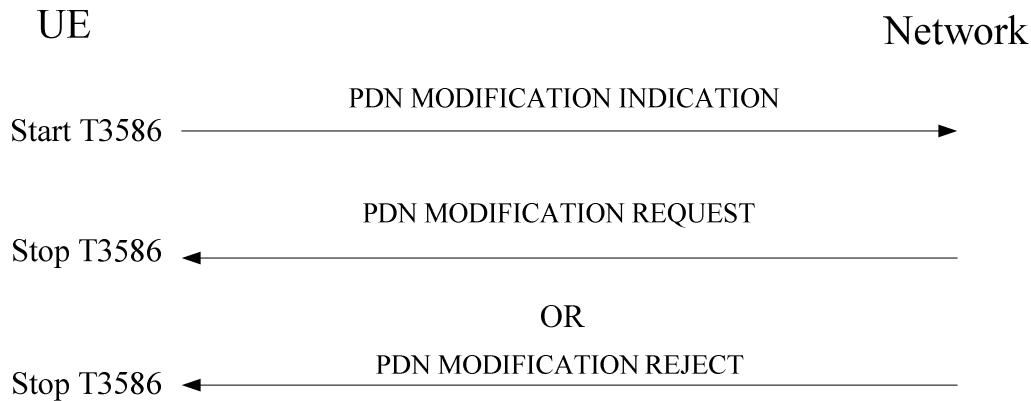 UE
Network
PDN MODIFICATION INDICATION
Start T3586
PDN MODIFICATION REQUEST
Stop T3586
OR
PDN MODIFICATION REJECT
Stop T3586